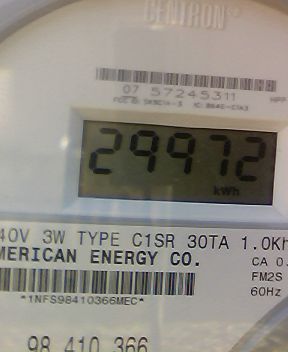 CENTRON
07 57245311
29972
kWh
40V 3W TYPE C1SR 30TA 1.0Kh
MERICAN ENERGY CO.
CA 0.
FM2S
60Hz
*1NFS98410366MEC*
98 410 366